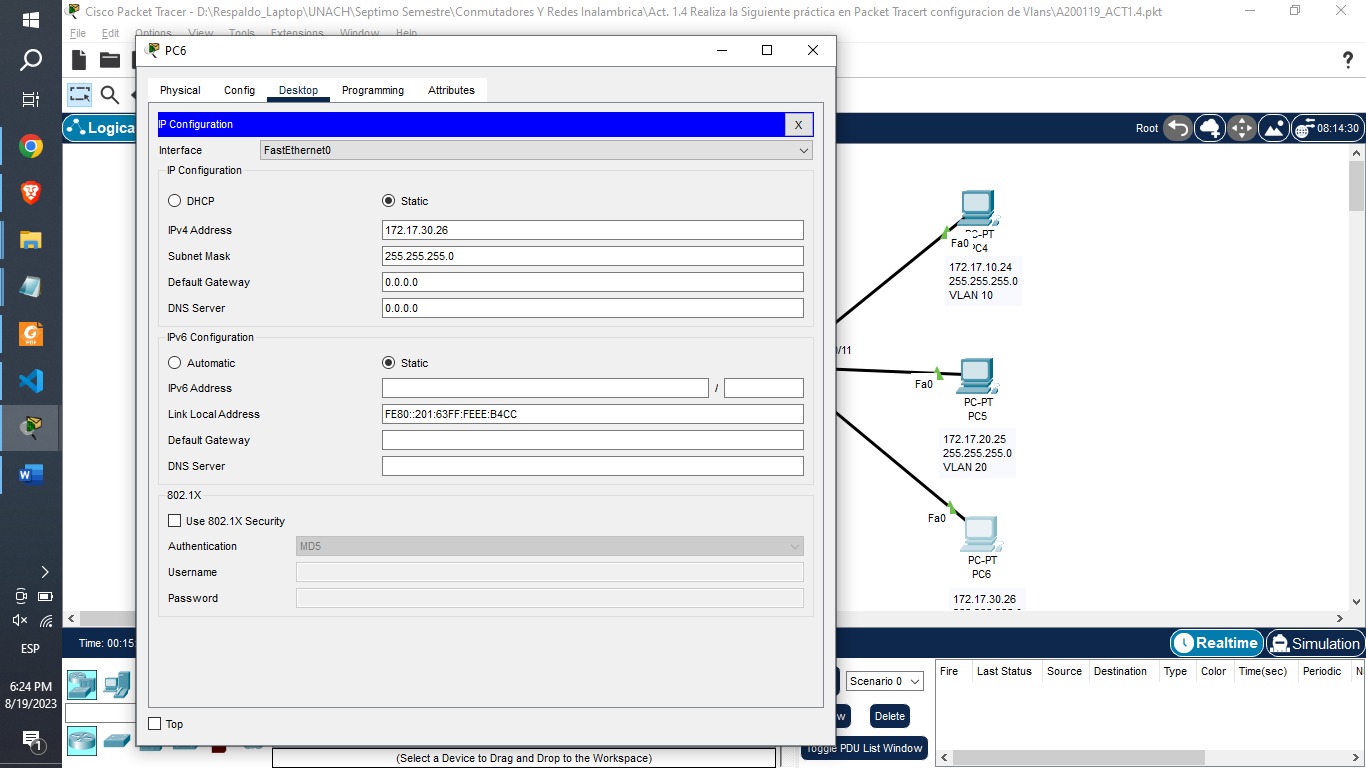 Cisco Packet Tracer - D:\Respaldo_Laptop\UNACH\Septimo Semestre\Conmutadores Y Redes Inalambrica\Act. 1.4 Realiza la Siguiente práctica en Packet Tracert configuracion de Vlans\A200119_ACT1.4.pkt
File Edit Options View Tools Extensions Window Help
PC6
Physical Config Desktop Programming Attributes
Logica
Root
08:14:30
IP Configuration X
Interface FastEthernet0
IP Configuration
DHCP Static
IPv4 Address 172.17.30.26
Subnet Mask 255.255.255.0
Default Gateway 0.0.0.0
DNS Server 0.0.0.0
IPv6 Configuration
Automatic Static
IPv6 Address /
Link Local Address FE80::201:63FF:FEEE:B4CC
Default Gateway
DNS Server
802.1X
Use 802.1X Security
Authentication MD5
Username
Password
Top
PC-PT
Fa0 PC4
172.17.10.24
255.255.255.0
VLAN 10
/11
Fa0
PC-PT
PC5
172.17.20.25
255.255.255.0
VLAN 20
Fa0
PC-PT
PC6
172.17.30.26
Time: 00:15:
Realtime Simulation
Scenario 0
Fire Last Status Source Destination Type Color Time(sec) Periodic N
w Delete
Toggle PDU List Window
(Select a Device to Drag and Drop to the Workspace)
ESP
6:24 PM
8/19/2023
1